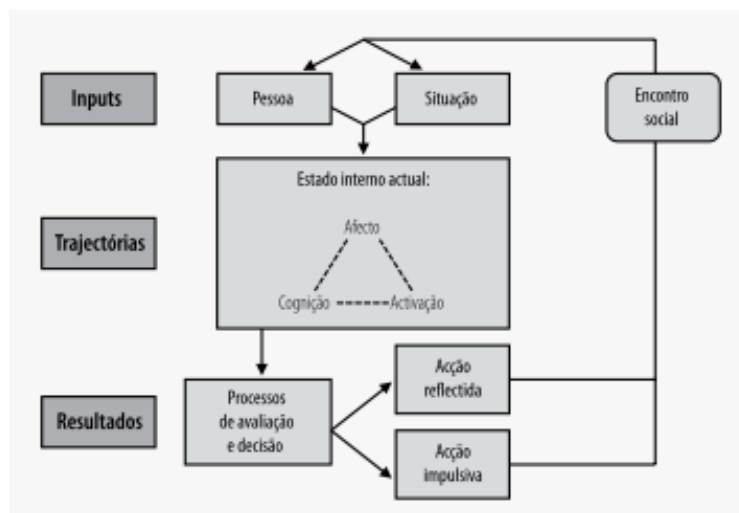 Inputs
Pessoa
Situação
Encontro
social
Estado interno actual:
Trajectórias
Afecto
Cognição
Activação
Resultados
Processos
de avaliação
e decisão
Acção
reflectida
Acção
impulsiva